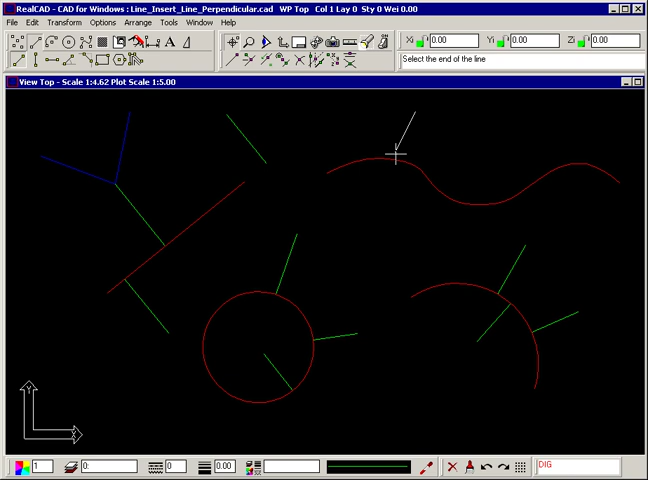 RealCAD - CAD for Windows : Line_Insert_Line_Perpendicular.cad WP Top Col 1 Lay 0 Sty 0 Wei 0.00
File Edit Transform Options Arrange Tools Window Help
Xi 0.00 Yi 0.00 Zi 0.00
Select the end of the line
View Top - Scale 1:4.62 Plot Scale 1:5.00
Y
X
1 0: 0 0.00 DIG